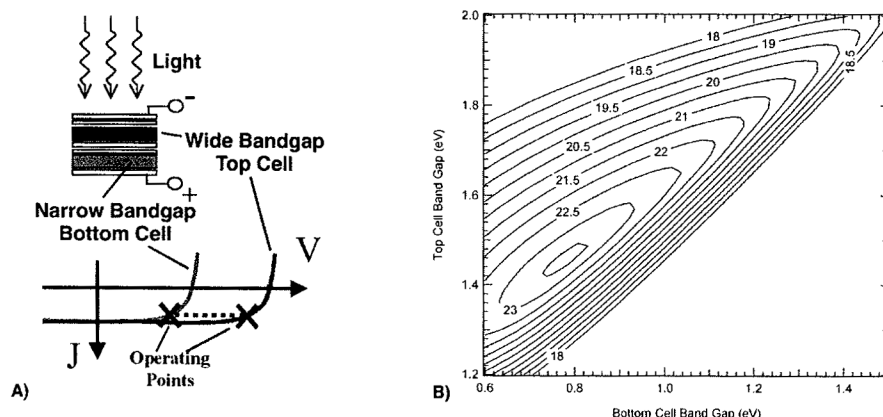 Light
−
Wide Bandgap
Top Cell
+
Narrow Bandgap
Bottom Cell
V
J
Operating
Points
A)
2.0
1.8
1.6
1.4
1.2
Top Cell Band Gap (eV)
18
18.5
19
19.5
20
18.5
20.5
21
21.5
22
22.5
23
18
0.6
0.8
1.0
1.2
1.4
Bottom Cell Band Gap (eV)
B)